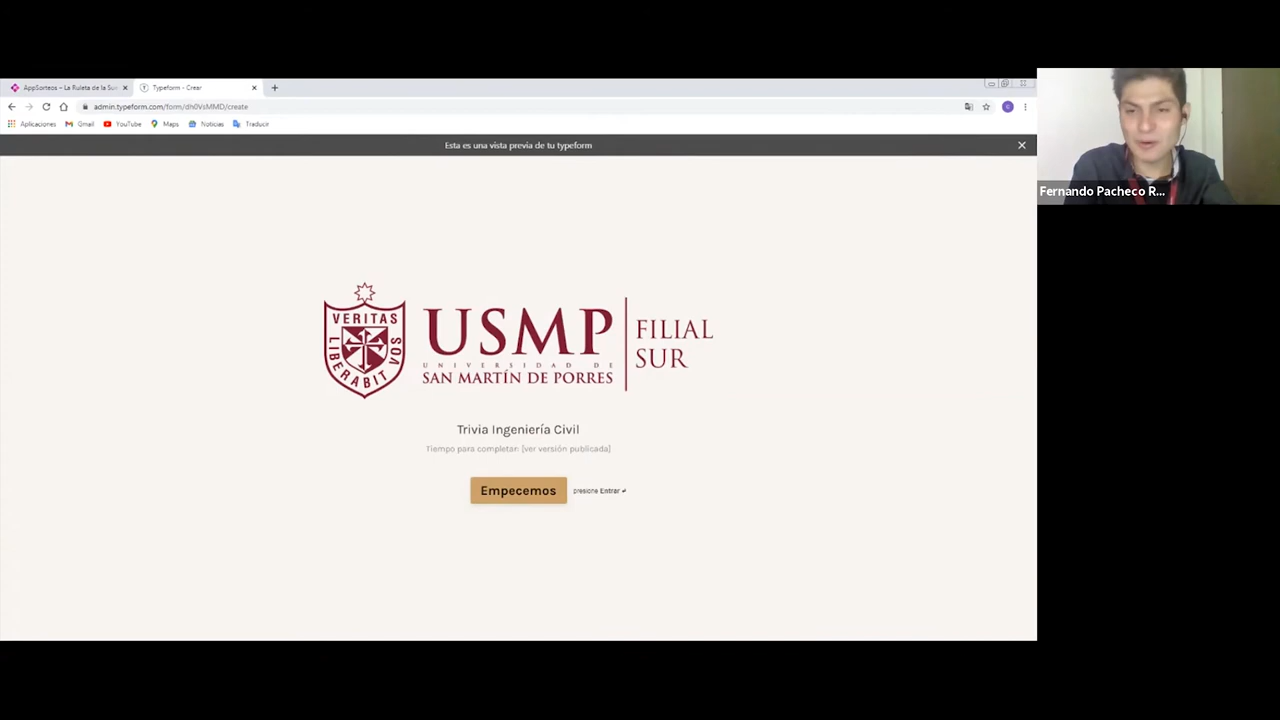 AppSorteos – La Ruleta de la Su
Typeform - Crear
admin.typeform.com/form/dh0VsMMD/create
Aplicaciones
Gmail
YouTube
Maps
Noticias
Traducir
Esta es una vista previa de tu typeform
Fernando Pacheco R...
VERITAS
LIBERABIT
VOS
USMP
UNIVERSIDAD DE
SAN MARTÍN DE PORRES
FILIAL
SUR
Trivia Ingeniería Civil
Tiempo para completar: [ver versión publicada]
Empecemos
presione Entrar ↵